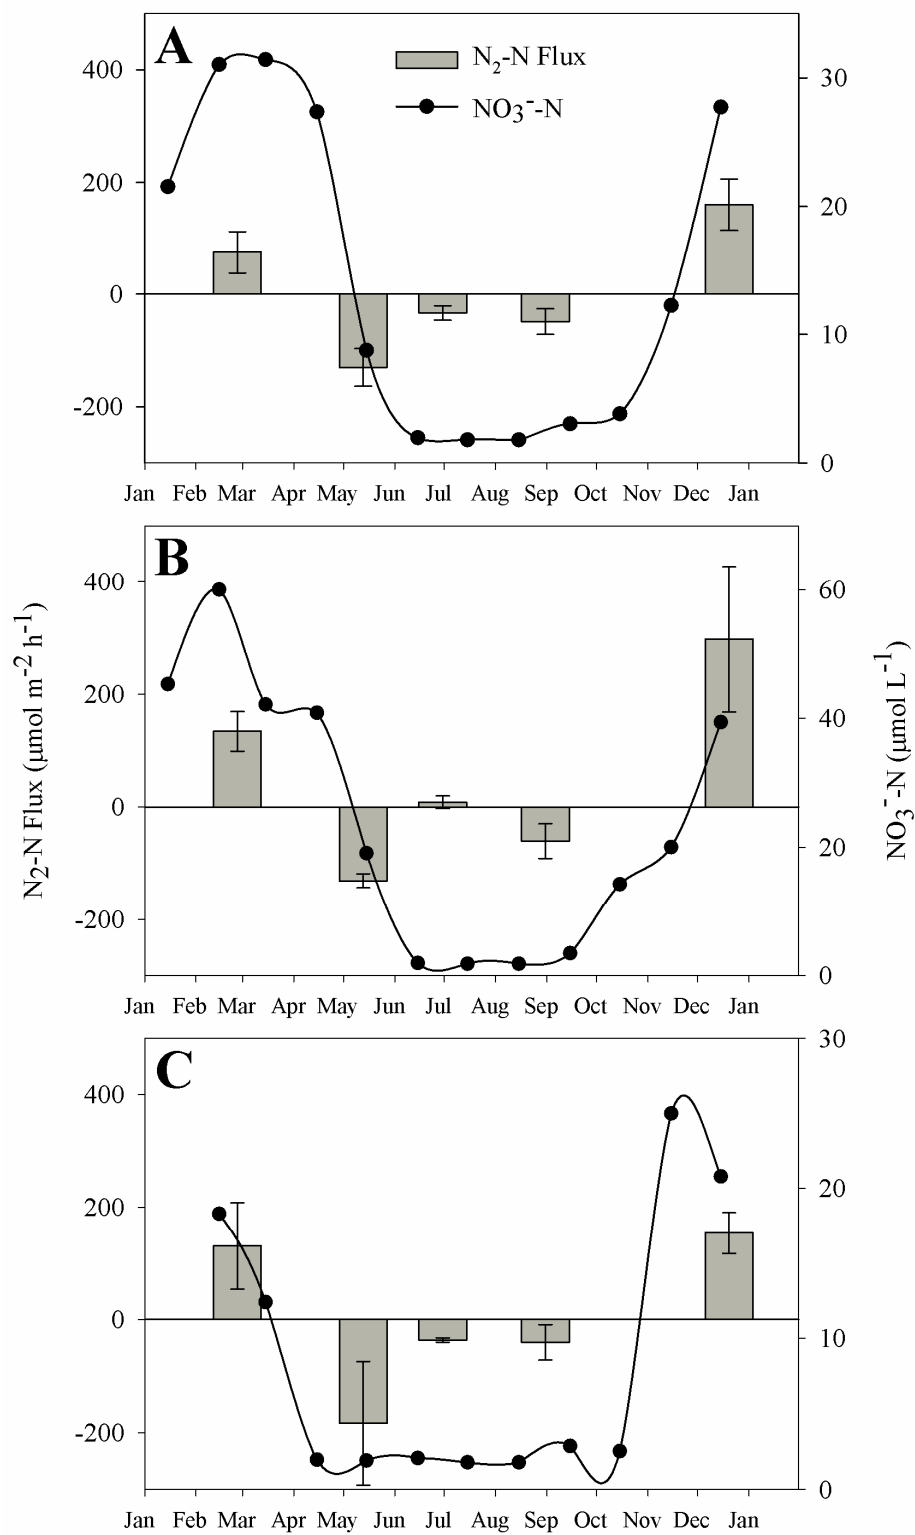 A
N2-N Flux
NO3–-N
400
200
0
-200
30
20
10
0
Jan Feb Mar Apr May Jun Jul Aug Sep Oct Nov Dec Jan
B
400
200
0
-200
60
40
20
0
N2-N Flux (µmol m-2 h-1)
NO3–-N (µmol L-1)
Jan Feb Mar Apr May Jun Jul Aug Sep Oct Nov Dec Jan
C
400
200
0
-200
30
20
10
0
Jan Feb Mar Apr May Jun Jul Aug Sep Oct Nov Dec Jan